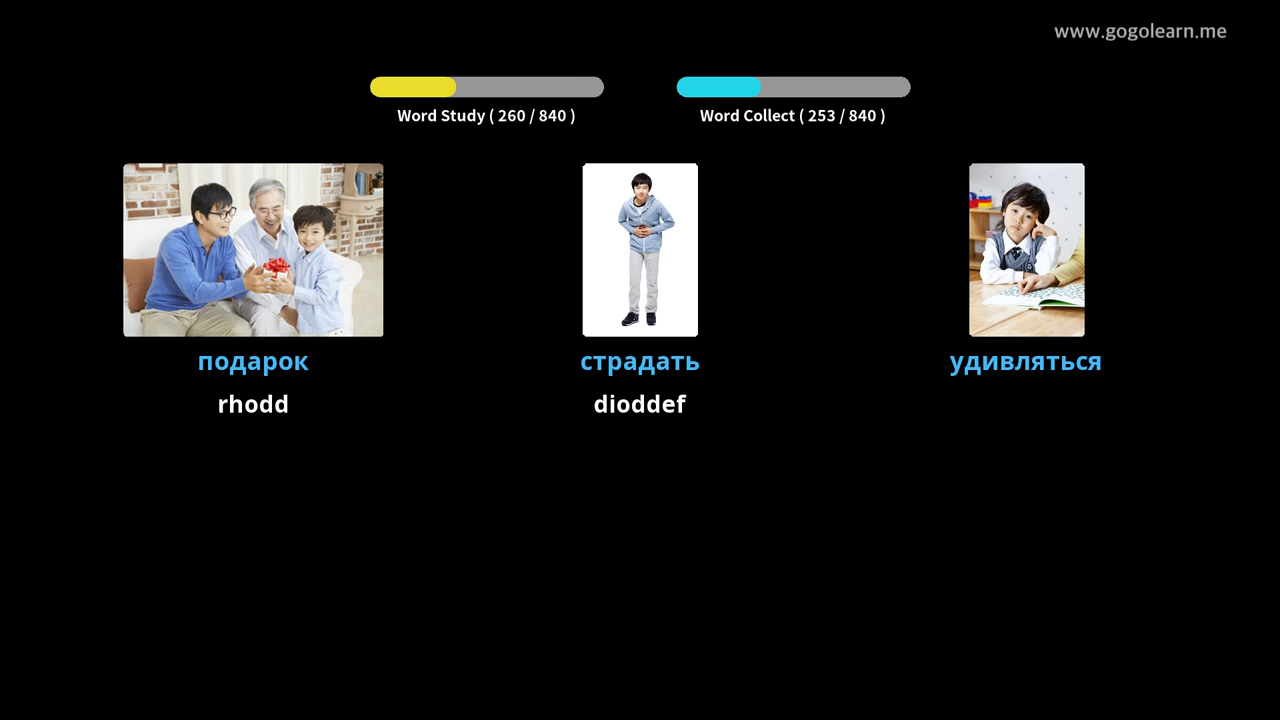 www.gogolearn.me
Word Study ( 260 / 840 )
Word Collect ( 253 / 840 )
подарок
страдать
удивляться
rhodd
dioddef